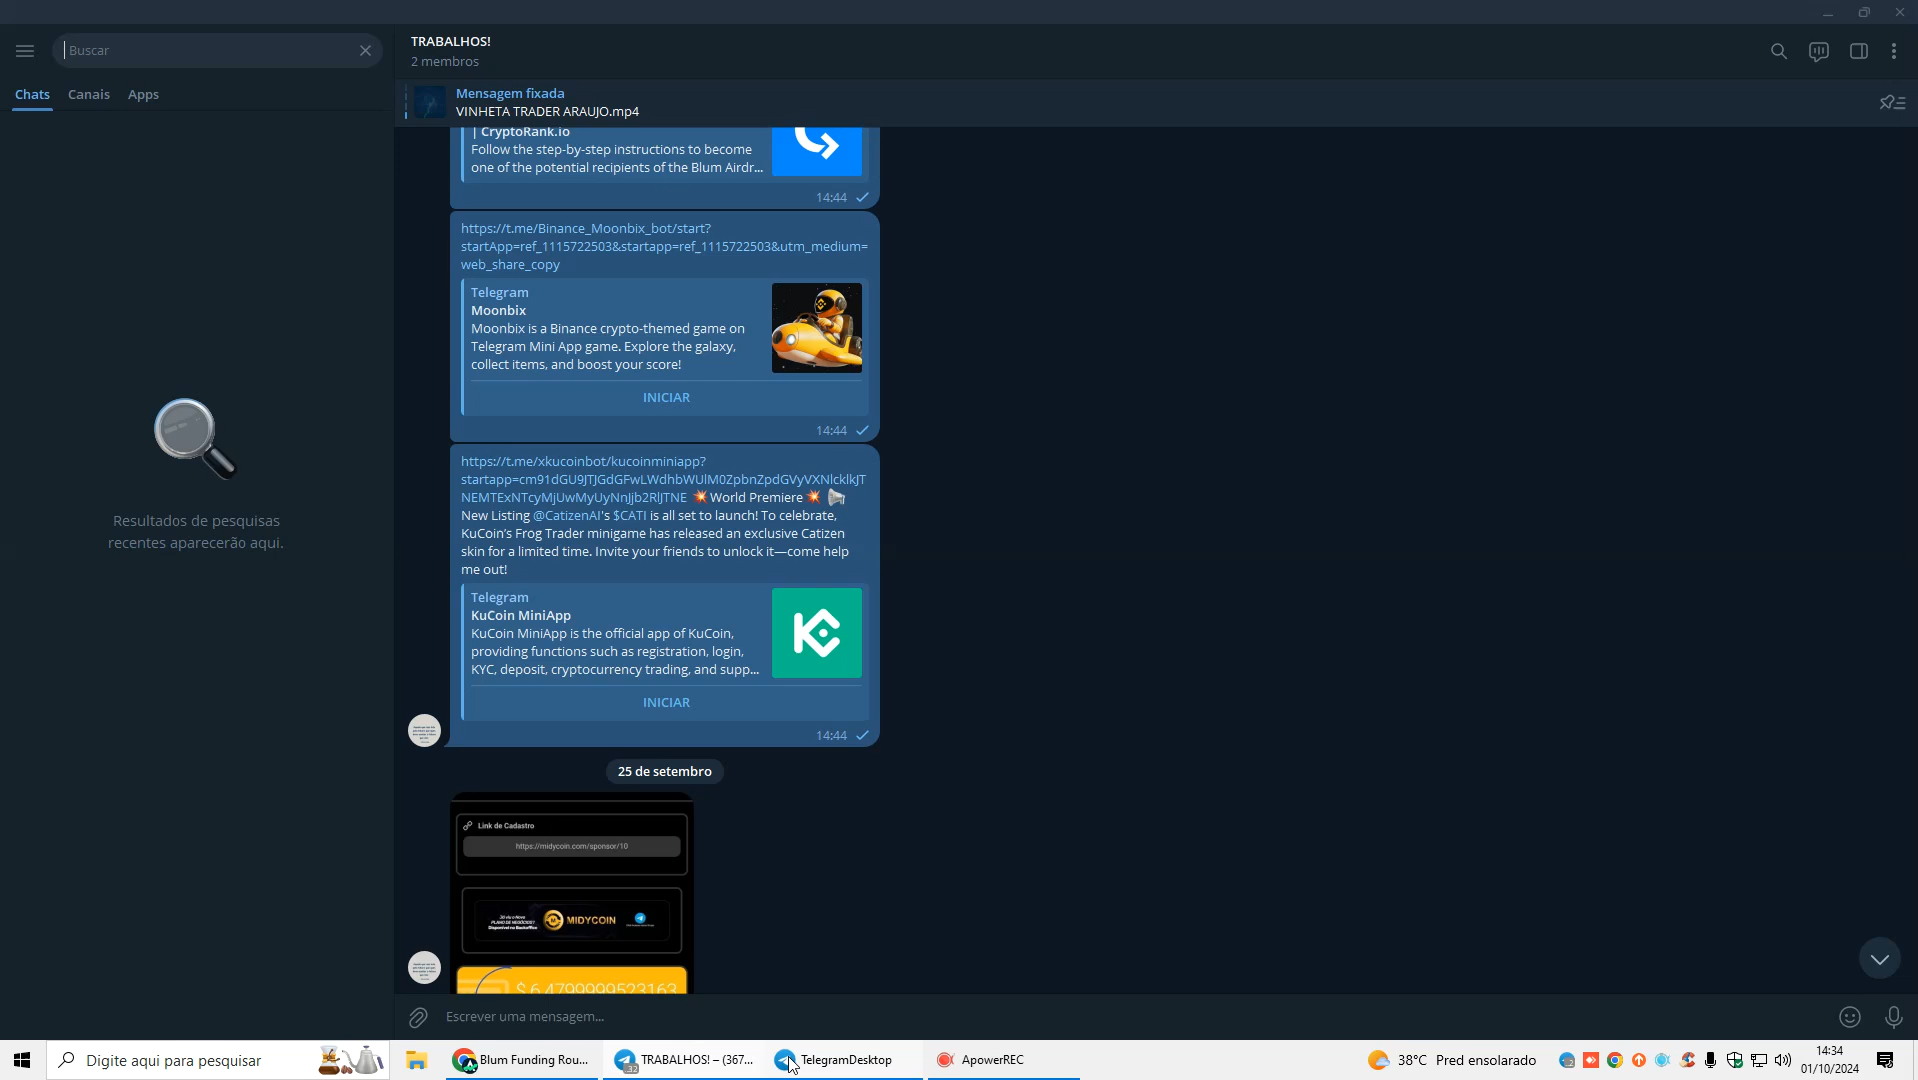 Buscar
Chats
Canais
Apps
Resultados de pesquisas
recentes aparecerão aqui.
TRABALHOS!
2 membros
Mensagem fixada
VINHETA TRADER ARAUJO.mp4
| CryptoRank.io
Follow the step-by-step instructions to become
one of the potential recipients of the Blum Airdr...
14:44
https://t.me/Binance_Moonbix_bot/start?
startApp=ref_1115722503&startapp=ref_1115722503&utm_medium=
web_share_copy
Telegram
Moonbix
Moonbix is a Binance crypto-themed game on
Telegram Mini App game. Explore the galaxy,
collect items, and boost your score!
INICIAR
14:44
https://t.me/xkucoinbot/kucoinminiapp?
startapp=cm91dGU9JTJGdGFwLWdhbWUlM0ZpbnZpdGVyVXNlcklkJT
NEMTExNTcyMjUwMyUyNnJjb2RlJTNE 💥World Premiere💥 📢
New Listing @CatizenAI's $CATI is all set to launch! To celebrate,
KuCoin's Frog Trader minigame has released an exclusive Catizen
skin for a limited time. Invite your friends to unlock it—come help
me out!
Telegram
KuCoin MiniApp
KuCoin MiniApp is the official app of KuCoin,
providing functions such as registration, login,
KYC, deposit, cryptocurrency trading, and supp...
INICIAR
14:44
25 de setembro
Link de Cadastro
https://midycoin.com/sponsor/10
PLANO DE NEGÓCIOS?
Disponível no Backoffice
MIDYCOIN
$ 6.4799999523163
Escrever uma mensagem...
Digite aqui para pesquisar
Blum Funding Rou...
TRABALHOS! – (367...
32
TelegramDesktop
ApowerREC
38°C Pred ensolarado
14:34
01/10/2024